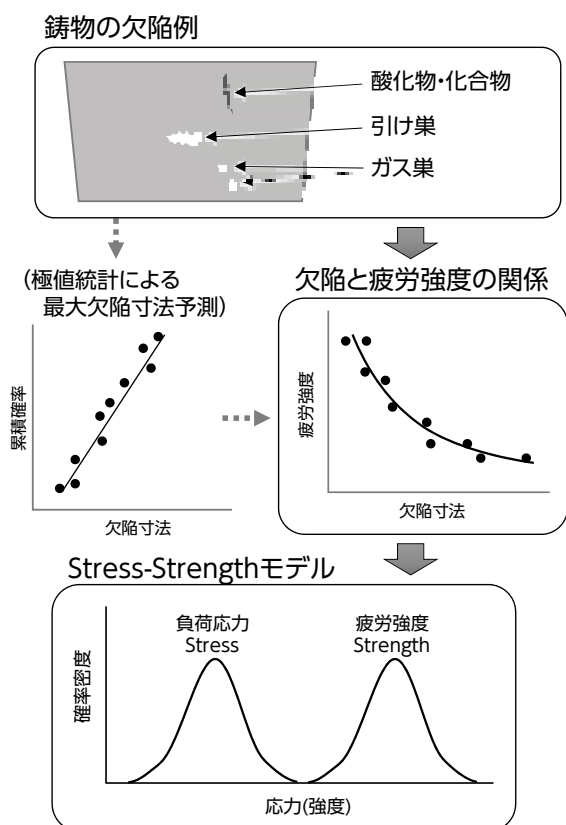 鋳物の欠陥例
酸化物・化合物
引け巣
ガス巣
(極値統計による
最大欠陥寸法予測)
累積確率
欠陥寸法
欠陥と疲労強度の関係
疲労強度
欠陥寸法
Stress-Strengthモデル
負荷応力
Stress
疲労強度
Strength
確率密度
応力(強度)